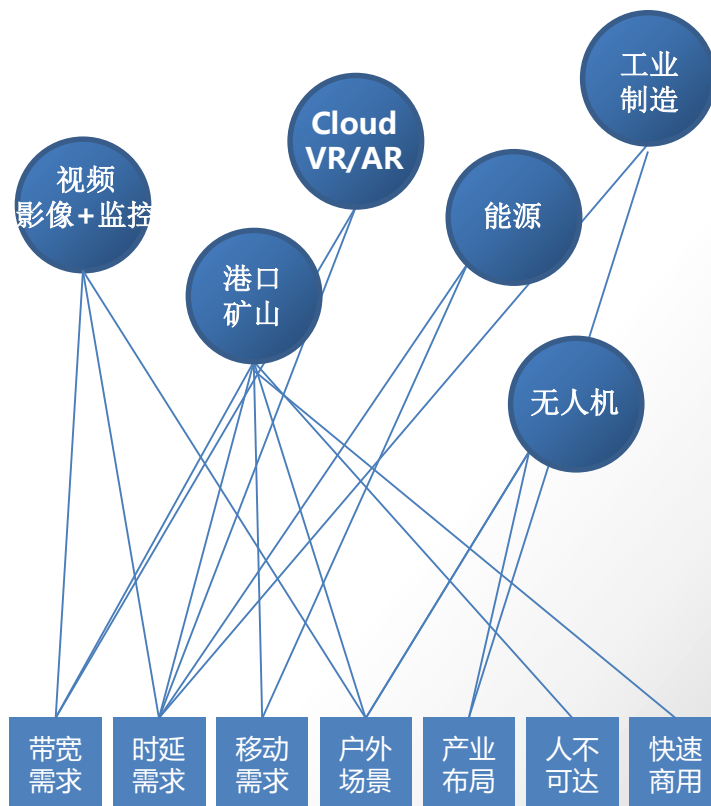 工业
制造
Cloud
VR/AR
视频
影像+监控
能源
港口
矿山
无人机
带宽
需求
时延
需求
移动
需求
户外
场景
产业
布局
人不
可达
快速
商用